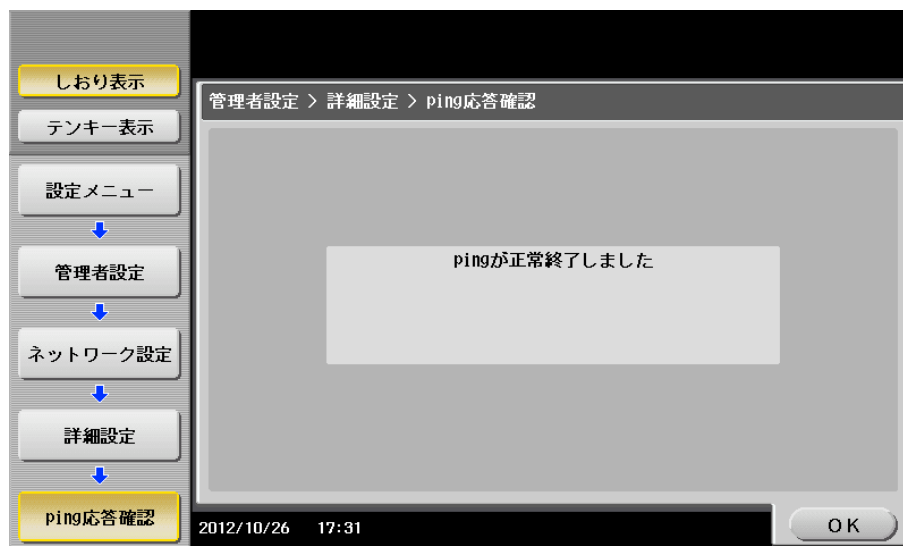 しおり表示
テンキー表示
設定メニュー
管理者設定
ネットワーク設定
詳細設定
ping応答確認
管理者設定 > 詳細設定 > ping応答確認
pingが正常終了しました
2012/10/26 17:31
OK